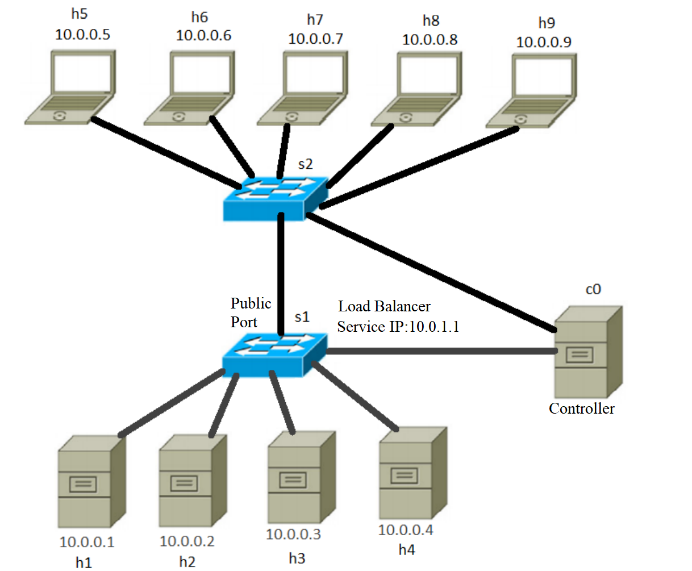 h5
10.0.0.5
h6
10.0.0.6
h7
10.0.0.7
h8
10.0.0.8
h9
10.0.0.9
s2
c0
Public
Port
s1
Load Balancer
Service IP:10.0.1.1
Controller
10.0.0.1
h1
10.0.0.2
h2
10.0.0.3
h3
10.0.0.4
h4